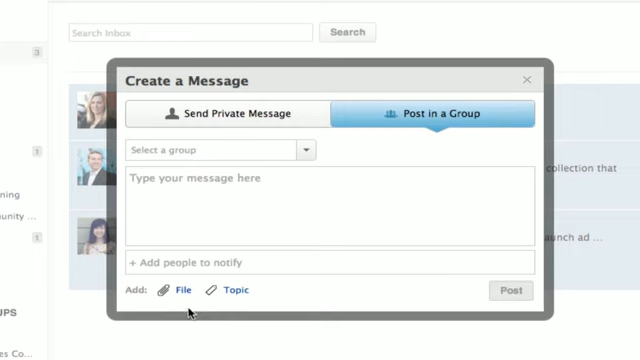 Search Inbox
Search
3
Create a Message
×
Send Private Message
Post in a Group
Select a group
1
Type your message here
collection that
ning
unity ...
1
aunch ad ...
+ Add people to notify
Add:
File
Topic
Post
UPS
es Co...